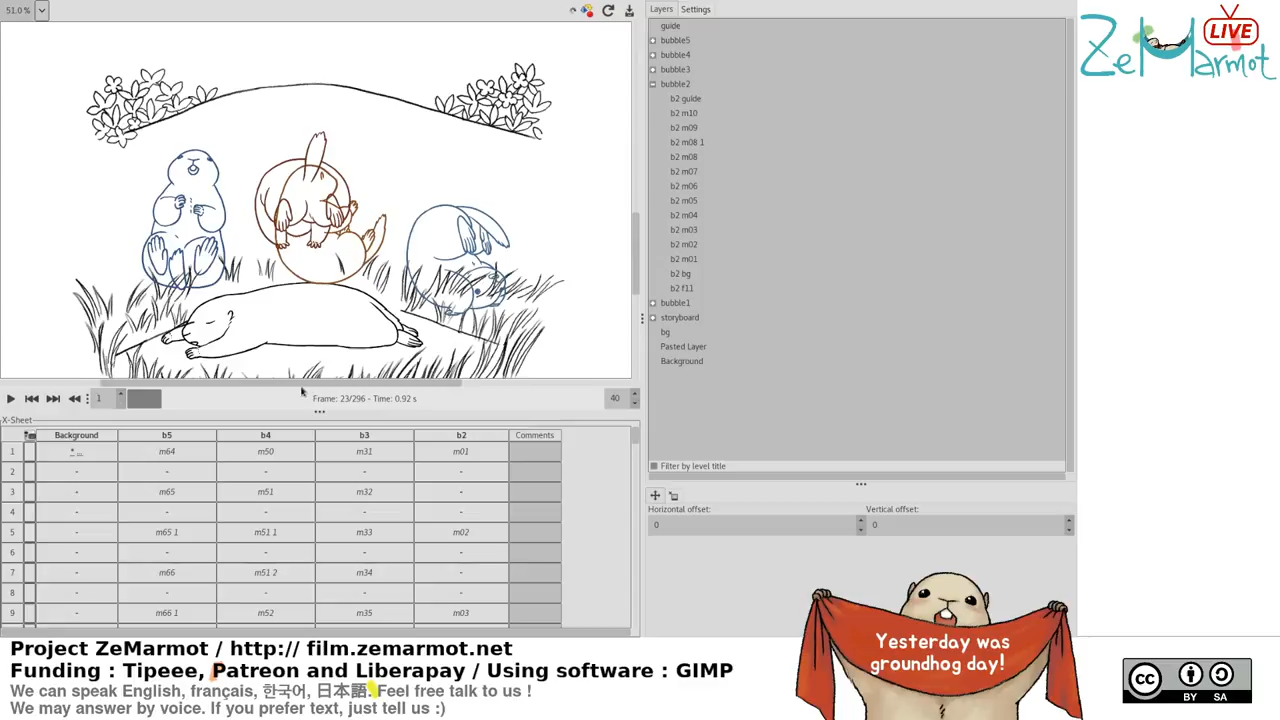 51.0 %
Layers Settings
guide
bubble5
bubble4
bubble3
bubble2
b2 guide
b2 m10
b2 m09
b2 m08 1
b2 m08
b2 m07
b2 m06
b2 m05
b2 m04
b2 m03
b2 m02
b2 m01
b2 bg
b2 f11
bubble1
storyboard
bg
Pasted Layer
Background
Filter by level title
Horizontal offset: Vertical offset:
0 0
1 Frame: 23/296 - Time: 0.92 s 40
X-Sheet
Background b5 b4 b3 b2 Comments
1 * _ m64 m50 m31 m01
2 - - - - -
3 - m65 m51 m32 -
4 - - - - -
5 - m65 1 m51 1 m33 m02
6 - - - - -
7 - m66 m51 2 m34 -
8 - - - - -
9 - m66 1 m52 m35 m03
ZeMarmot
LIVE
Yesterday was
groundhog day!
Project ZeMarmot / http:// film.zemarmot.net
Funding : Tipeee, Patreon and Liberapay / Using software : GIMP
We can speak English, français, 한국어, 日本語. Feel free talk to us !
We may answer by voice. If you prefer text, just tell us :)
cc
BY SA